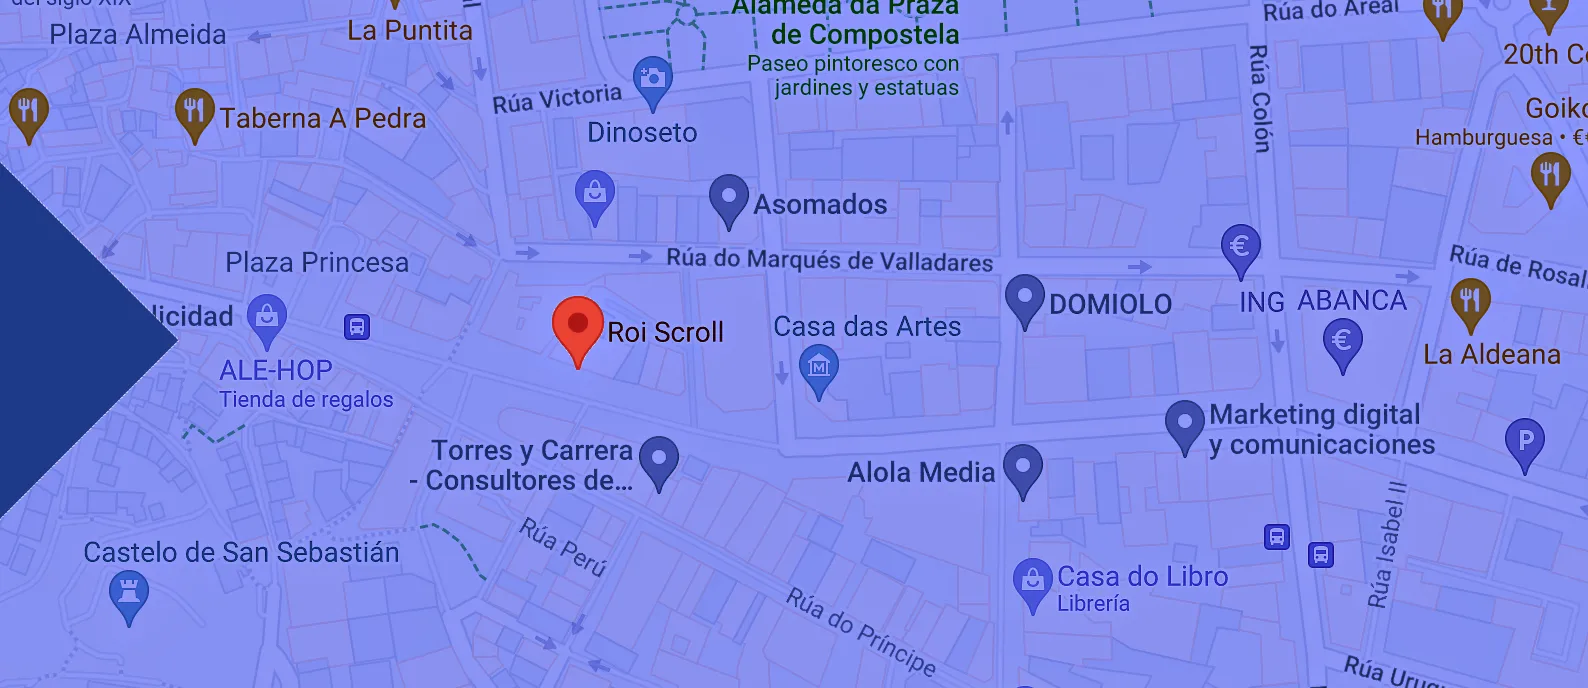 del siglo XIX
Plaza Almeida
La Puntita
Alameda da Praza
de Compostela
Paseo pintoresco con
jardines y estatuas
Rúa do Areal
20th
Rúa Colón
Rúa Victoria
Dinoseto
Taberna A Pedra
Hamburguesa • €
Asomados
Rúa do Marqués de Valladares
Rúa de
Plaza Princesa
ALE-HOP
Tienda de regalos
Roi Scroll
Casa das Artes
DOMIOLO
ING
ABANCA
La Aldeana
Torres y Carrera
- Consultores de...
Alola Media
Marketing digital
y comunicaciones
P
Rúa Isabel II
Castelo de San Sebastián
Rúa Perú
Rúa do Príncipe
Casa do Libro
Librería
Rúa